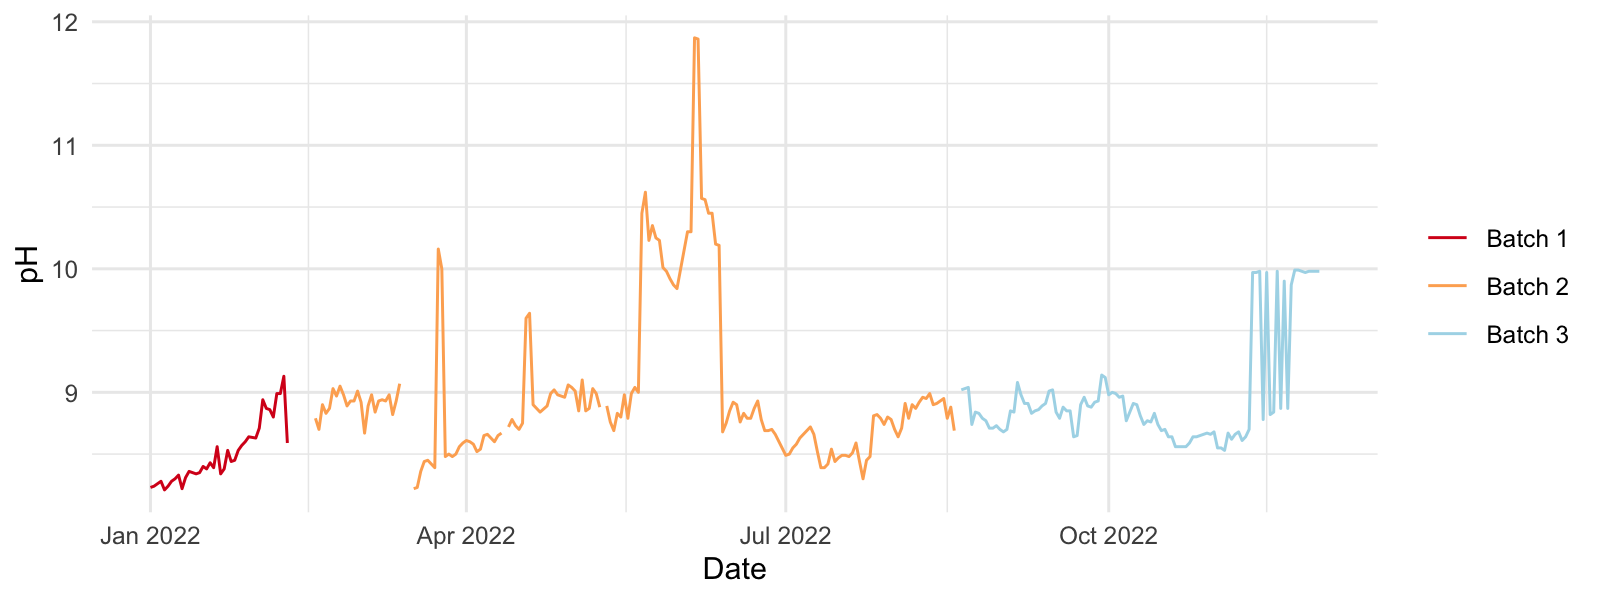 pH
12
11
10
9
Jan 2022
Apr 2022
Jul 2022
Oct 2022
Date
Batch 1
Batch 2
Batch 3